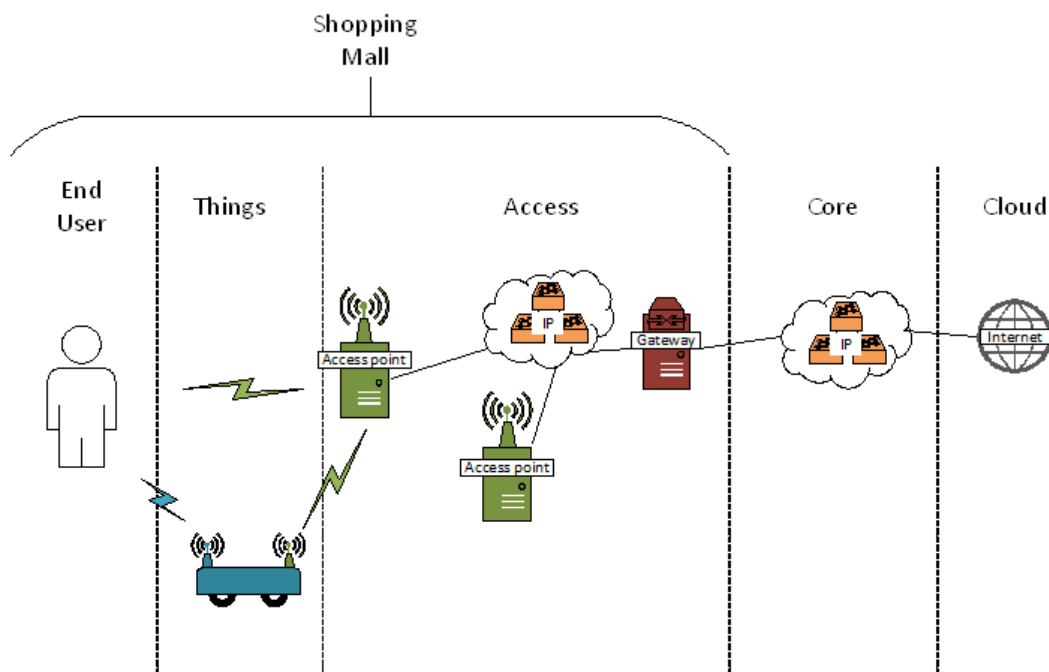 Shopping
Mall
End
User
Things
Access
Core
Cloud
IP
Access point
Gateway
IP
Internet
Access point